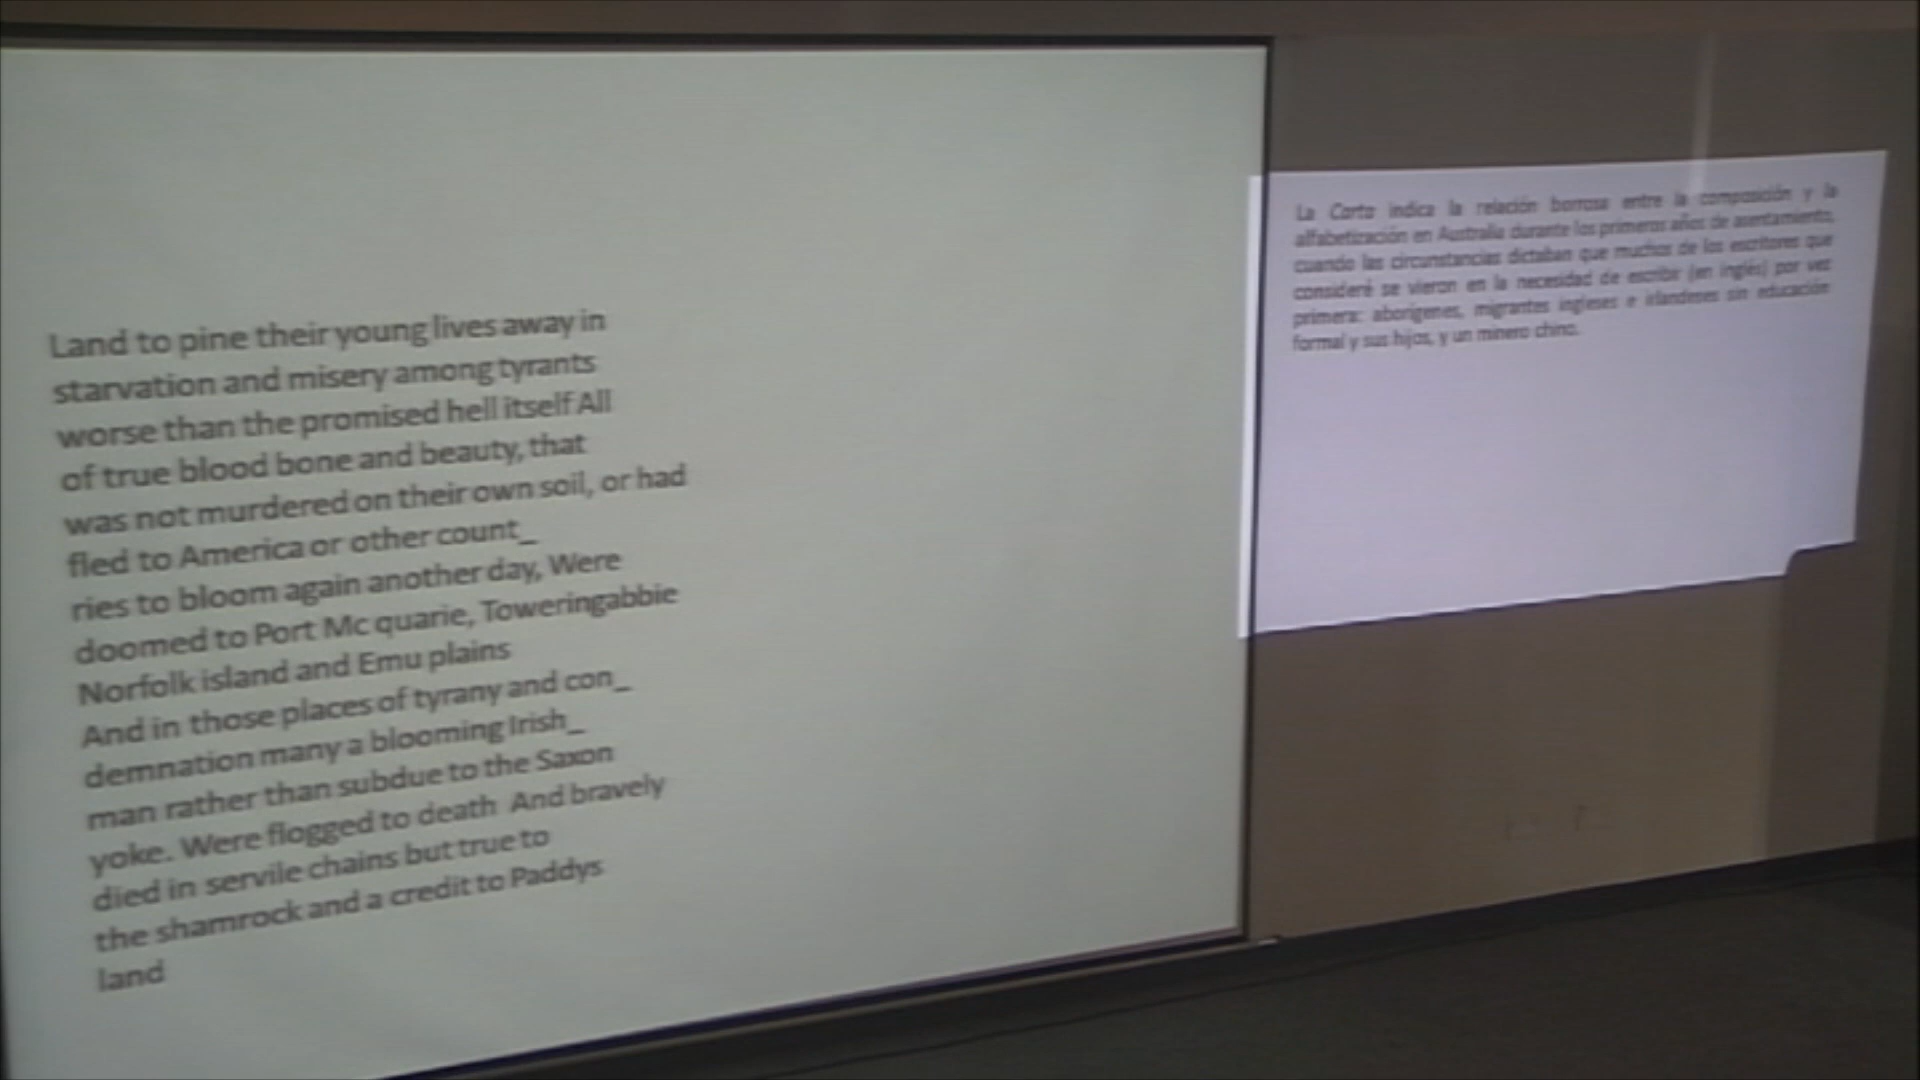 Land to pine their young lives away in
starvation and misery among tyrants
worse than the promised hell itself All
of true blood bone and beauty, that
was not murdered on their own soil, or had
fled to America or other count_
ries to bloom again another day, Were
doomed to Port Mc quarie, Toweringabbie
Norfolk island and Emu plains
And in those places of tyrany and con_
demnation many a blooming Irish_
man rather than subdue to the Saxon
yoke. Were flogged to death And bravely
died in servile chains but true to
the shamrock and a credit to Paddys
land
La Carta indica la relación borrosa entre la composición y la
alfabetización en Australia durante los primeros años de asentamiento,
cuando las circunstancias dictaban que muchos de los escritores que
consideré se vieron en la necesidad de escribir (en inglés) por vez
primera: aborígenes, migrantes ingleses e irlandeses sin educación
formal y sus hijos, y un minero chino.